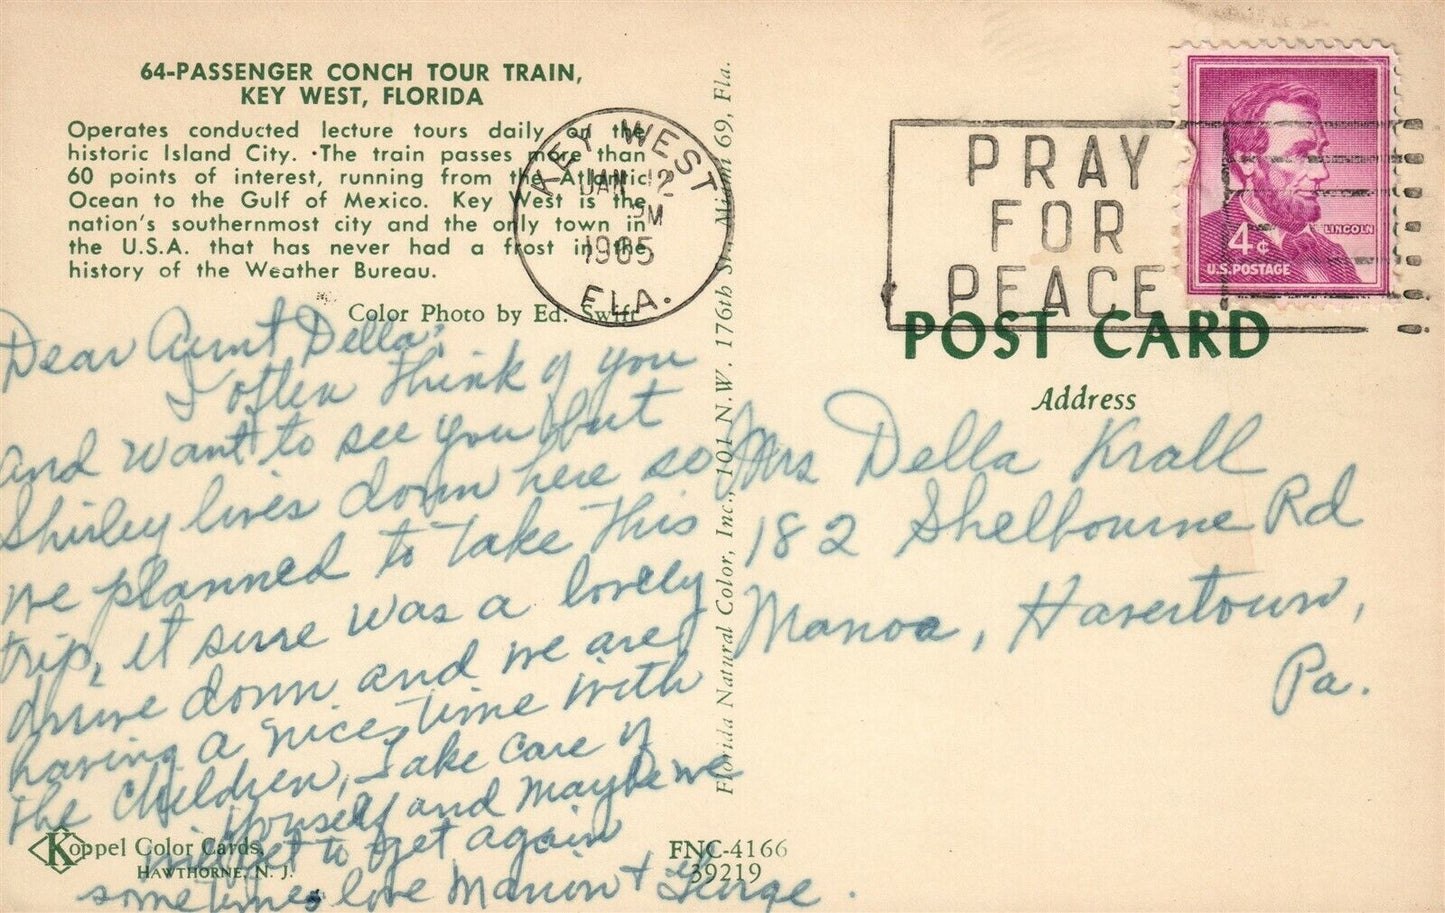 64-PASSENGER CONCH TOUR TRAIN,
KEY WEST, FLORIDA
Operates conducted lecture tours daily on the
historic Island City. The train passes more than
60 points of interest, running from the Atlantic
Ocean to the Gulf of Mexico. Key West is the
nation's southernmost city and the only town in
the U.S.A. that has never had a frost in the
history of the Weather Bureau.
Color Photo by Ed. Swift
Dear Aunt Della;
I often think of you
and want to see you but
Shirley lives down here so
we planned to take this
trip, it sure was a lovely
drive down and we are
having a nice time with
the children, Take care of
yourself and maybe we
will get to get again
sometimes love Marion & George.
Koppel Color Cards,
HAWTHORNE, N. J.
FNC-4166
39219
Florida Natural Color, Inc., 101 N.W. 176th St., Miami 69, Fla.
KEY WEST
JAN 12
PM
1965
FLA.
PRAY
FOR
PEACE
4¢
LINCOLN
U.S. POSTAGE
POST CARD
Address
Mrs Della Krall
182 Shelbourne Rd
Manoa, Havertown,
Pa.